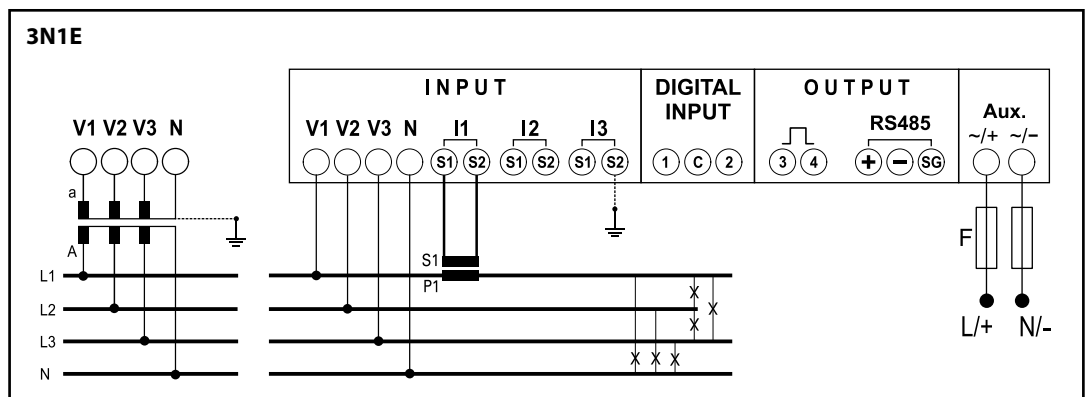 3N1E
INPUT
DIGITAL
INPUT
OUTPUT
RS485
Aux.
~/+ ~/−
V1 V2 V3 N
V1 V2 V3 N
I1 I2 I3
S1 S2 S1 S2 S1 S2
1 C 2
3 4
+ − SG
a
A
S1
P1
L1
L2
L3
N
F
L/+ N/-